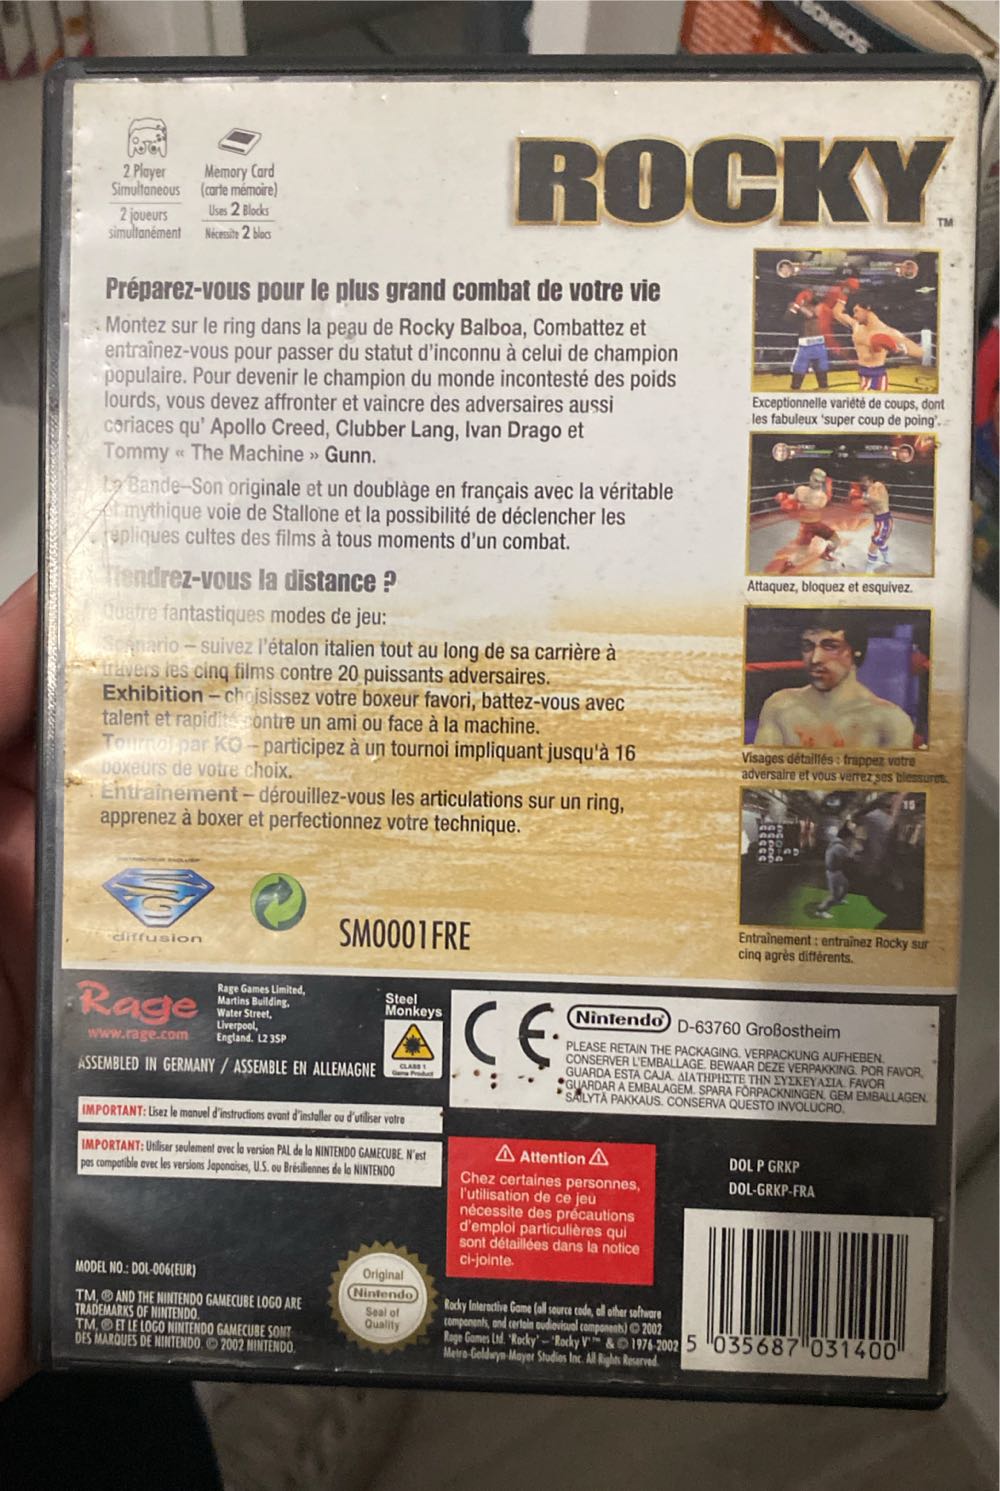 BONGOS
2 Player
Simultaneous
2 joueurs
simultanément
Memory Card
(carte mémoire)
Uses 2 Blocks
Nécessite 2 blocs
ROCKY™
Préparez-vous pour le plus grand combat de votre vie
Montez sur le ring dans la peau de Rocky Balboa, Combattez et
entraînez-vous pour passer du statut d'inconnu à celui de champion
populaire. Pour devenir le champion du monde incontesté des poids
lourds, vous devez affronter et vaincre des adversaires aussi
coriaces qu' Apollo Creed, Clubber Lang, Ivan Drago et
Tommy « The Machine » Gunn.
La Bande-Son originale et un doublàge en français avec la véritable
et mythique voie de Stallone et la possibilité de déclencher les
répliques cultes des films à tous moments d'un combat.
Tiendrez-vous la distance ?
Quatre fantastiques modes de jeu:
Scénario – suivez l'étalon italien tout au long de sa carrière à
travers les cinq films contre 20 puissants adversaires.
Exhibition – choisissez votre boxeur favori, battez-vous avec
talent et rapidité contre un ami ou face à la machine.
Tournoi par KO – participez à un tournoi impliquant jusqu'à 16
boxeurs de votre choix.
Entraînement – dérouillez-vous les articulations sur un ring,
apprenez à boxer et perfectionnez votre technique.
Exceptionnelle variété de coups, dont
les fabuleux 'super coup de poing'.
Attaquez, bloquez et esquivez.
Visages détaillés : frappez votre
adversaire et vous verrez ses blessures.
15
Entraînement : entraînez Rocky sur
cinq agrès différents.
DISTRIBUTEUR EXCLUSIF
SG
diffusion
SM0001FRE
Rage
www.rage.com
Rage Games Limited,
Martins Building,
Water Street,
Liverpool,
England. L2 3SP
Steel
Monkeys
CLASS 1
Game Product
ASSEMBLED IN GERMANY / ASSEMBLE EN ALLEMAGNE
CE
Nintendo® D-63760 Großostheim
PLEASE RETAIN THE PACKAGING. VERPACKUNG AUFHEBEN.
CONSERVER L'EMBALLAGE. BEWAAR DEZE VERPAKKING. POR FAVOR,
GUARDA ESTA CAJA. ΔΙΑΤΗΡΗΣΤΕ ΤΗΝ ΣΥΣΚΕΥΑΣΙΑ. FAVOR
GUARDAR A EMBALAGEM. SPARA FÖRPACKNINGEN. GEM EMBALLAGEN.
SÄILYTÄ PAKKAUS. CONSERVA QUESTO INVOLUCRO.
IMPORTANT: Lisez le manuel d'instructions avant d'installer ou d'utiliser votre
IMPORTANT: Utiliser seulement avec la version PAL de la NINTENDO GAMECUBE. N'est
pas compatible avec les versions Japonaises, U.S. ou Brésiliennes de la NINTENDO
Attention
Chez certaines personnes,
l'utilisation de ce jeu
nécessite des précautions
d'emploi particulières qui
sont détaillées dans la notice
ci-jointe.
DOL P GRKP
DOL-GRKP-FRA
MODEL NO.: DOL-006(EUR)
TM, ® AND THE NINTENDO GAMECUBE LOGO ARE
TRADEMARKS OF NINTENDO.
TM, ® ET LE LOGO NINTENDO GAMECUBE SONT
DES MARQUES DE NINTENDO. © 2002 NINTENDO.
Original
Nintendo
Seal of
Quality
Rocky Interactive Game (all source code, all other software
components, and certain audiovisual components) © 2002
Rage Games Ltd. 'Rocky' – 'Rocky V'™ & © 1976-2002
Metro-Goldwyn-Mayer Studios Inc. All Rights Reserved.
5 035687 031400